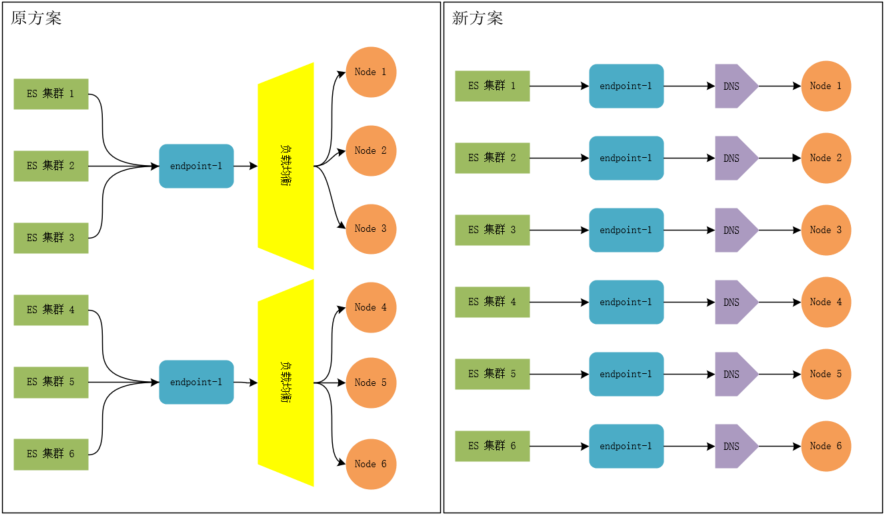 原方案
ES 集群 1
ES 集群 2
ES 集群 3
endpoint-1
负载均衡
Node 1
Node 2
Node 3
ES 集群 4
ES 集群 5
ES 集群 6
endpoint-1
负载均衡
Node 4
Node 5
Node 6
新方案
ES 集群 1
endpoint-1
DNS
Node 1
ES 集群 2
endpoint-1
DNS
Node 2
ES 集群 3
endpoint-1
DNS
Node 3
ES 集群 4
endpoint-1
DNS
Node 4
ES 集群 5
endpoint-1
DNS
Node 5
ES 集群 6
endpoint-1
DNS
Node 6